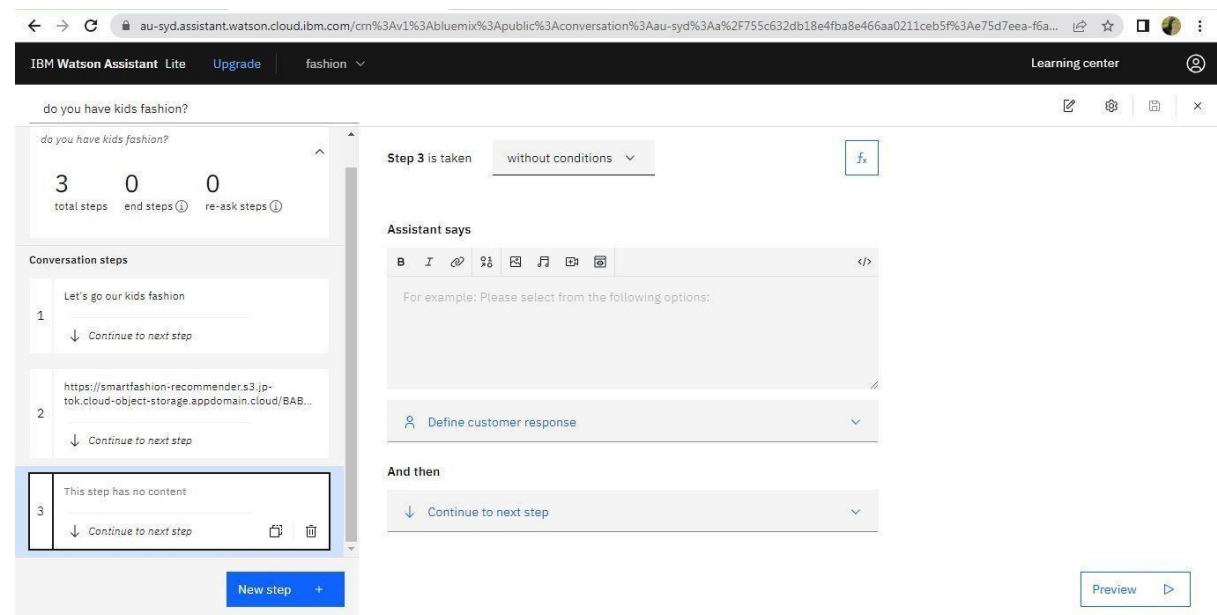 au-syd.assistant.watson.cloud.ibm.com/crn%3Av1%3Abluemix%3Apublic%3Aconversation%3Aau-syd%3Aa%2F755c632db18e4fba8e466aa0211ceb5f%3Ae75d7eea-f6a...
IBM Watson Assistant Lite Upgrade fashion Learning center
do you have kids fashion?
do you have kids fashion?
3 0 0
total steps end steps re-ask steps
Conversation steps
1
Let's go our kids fashion
Continue to next step
2
https://smartfashion-recommender.s3.jp-
tok.cloud-object-storage.appdomain.cloud/BAB...
Continue to next step
3
This step has no content
Continue to next step
New step +
Step 3 is taken without conditions fx
Assistant says
B I </>
For example: Please select from the following options:
Define customer response
And then
Continue to next step
Preview